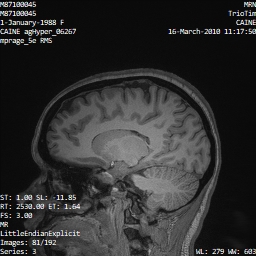 M87100045
M87100045
1-January-1988 F
CAINE agHyper_06267
mprage_5e RMS
MRN
TrioTim
CAINE
16-March-2010 11:17:50
ST: 1.00 SL: -11.85
RT: 2530.00 ET: 1.64
FS: 3.00
MR
LittleEndianExplicit
Images: 81/192
Series: 3
WL: 279 WW: 603